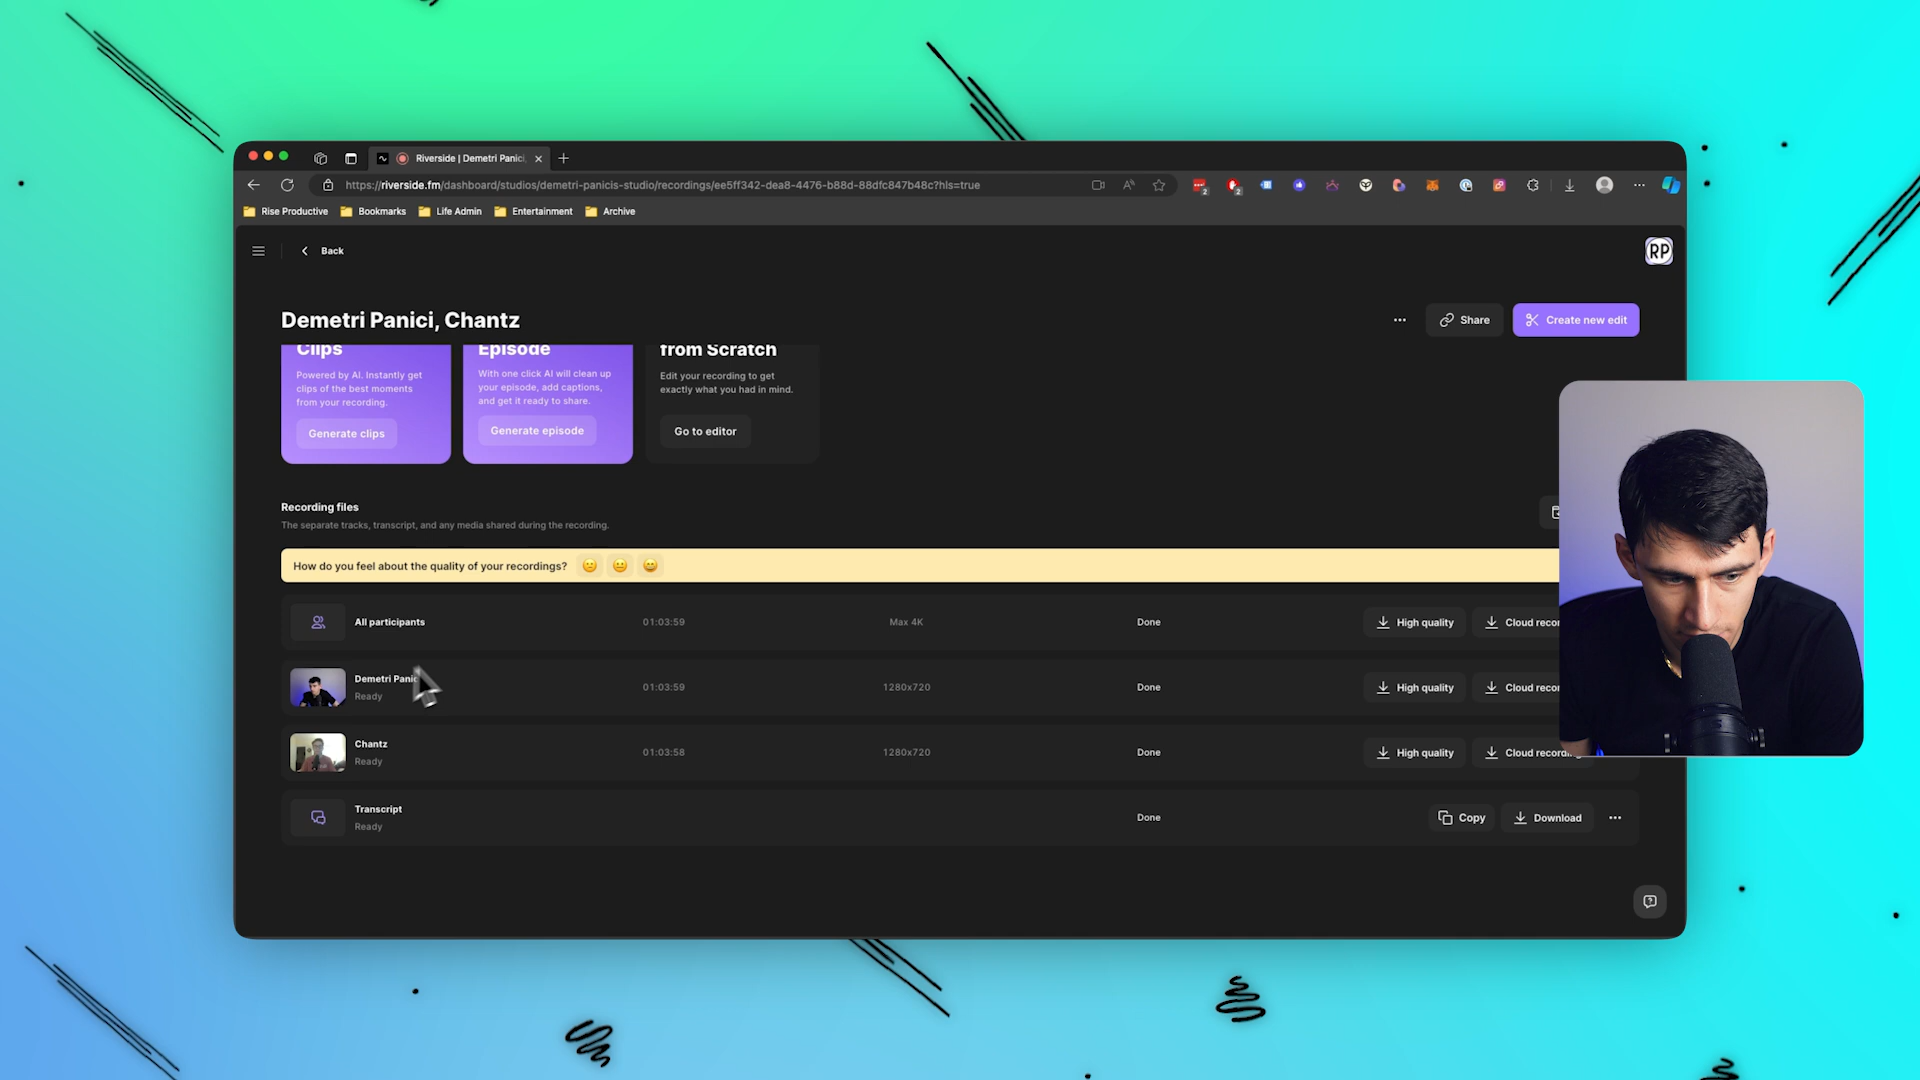 Riverside | Demetri Panici,
https://riverside.fm/dashboard/studios/demetri-panicis-studio/recordings/ee5ff342-dea8-4476-b88d-88dfc847b48c?hls=true
2
2
Rise Productive
Bookmarks
Life Admin
Entertainment
Archive
Back
RP
Demetri Panici, Chantz
Share
Create new edit
Clips
Episode
from Scratch
Powered by AI. Instantly get
clips of the best moments
from your recording.
With one click AI will clean up
your episode, add captions,
and get it ready to share.
Edit your recording to get
exactly what you had in mind.
Generate clips
Generate episode
Go to editor
Recording files
The separate tracks, transcript, and any media shared during the recording.
How do you feel about the quality of your recordings?
All participants
01:03:59
Max 4K
Done
High quality
Cloud
Demetri
Ready
01:03:59
1280x720
Done
High quality
Cloud
Chantz
Ready
01:03:58
1280x720
Done
High quality
Cloud
Transcript
Ready
Done
Copy
Download